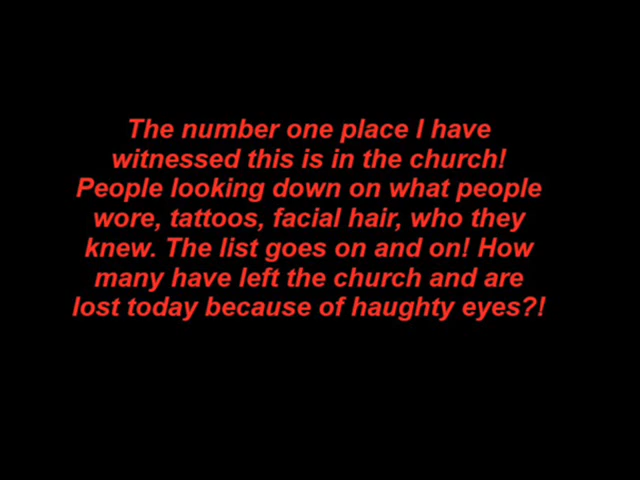 The number one place I have
witnessed this is in the church!
People looking down on what people
wore, tattoos, facial hair, who they
knew. The list goes on and on! How
many have left the church and are
lost today because of haughty eyes?!